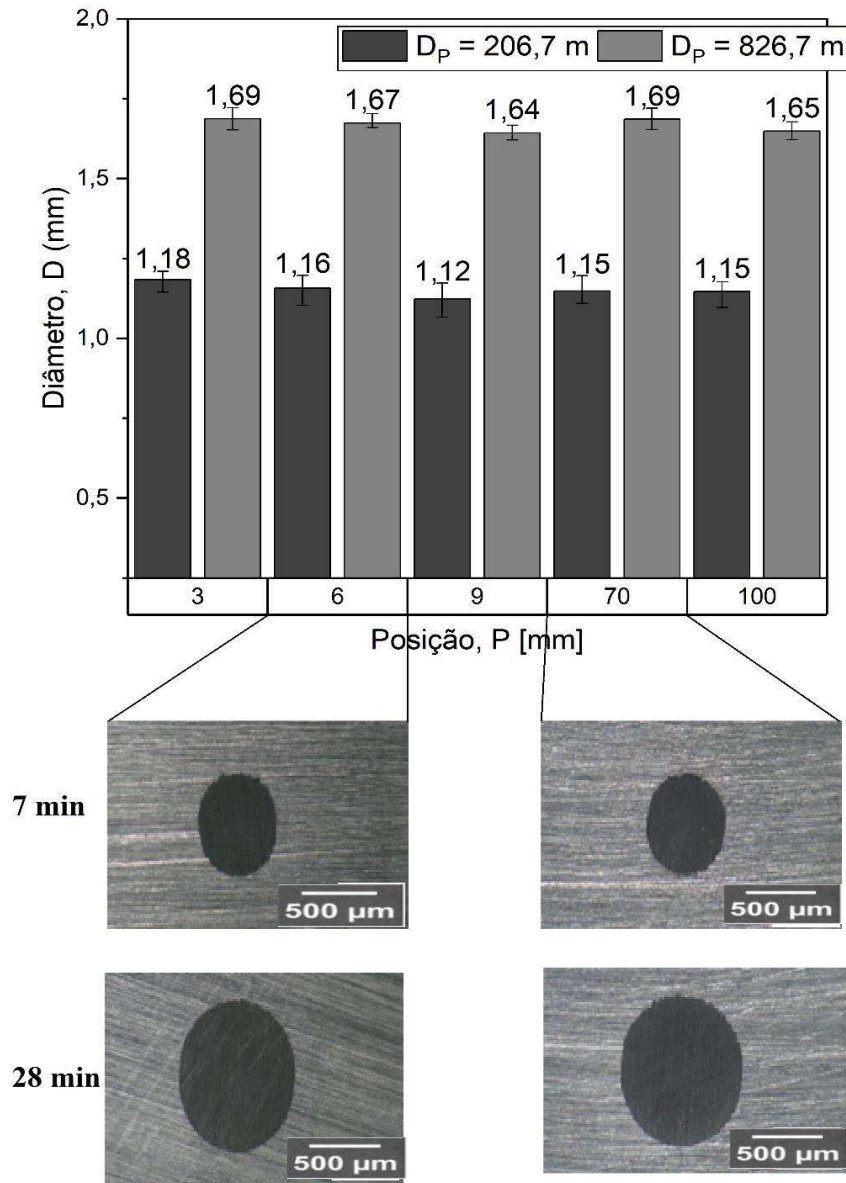 2,0
D_P = 206,7 m D_P = 826,7 m
1,69 1,67 1,64 1,69 1,65
1,5
1,18 1,16 1,12 1,15 1,15
1,0
0,5
Diâmetro, D (mm)
3 6 9 70 100
Posição, P [mm]
7 min
500 µm 500 µm
28 min
500 µm 500 µm